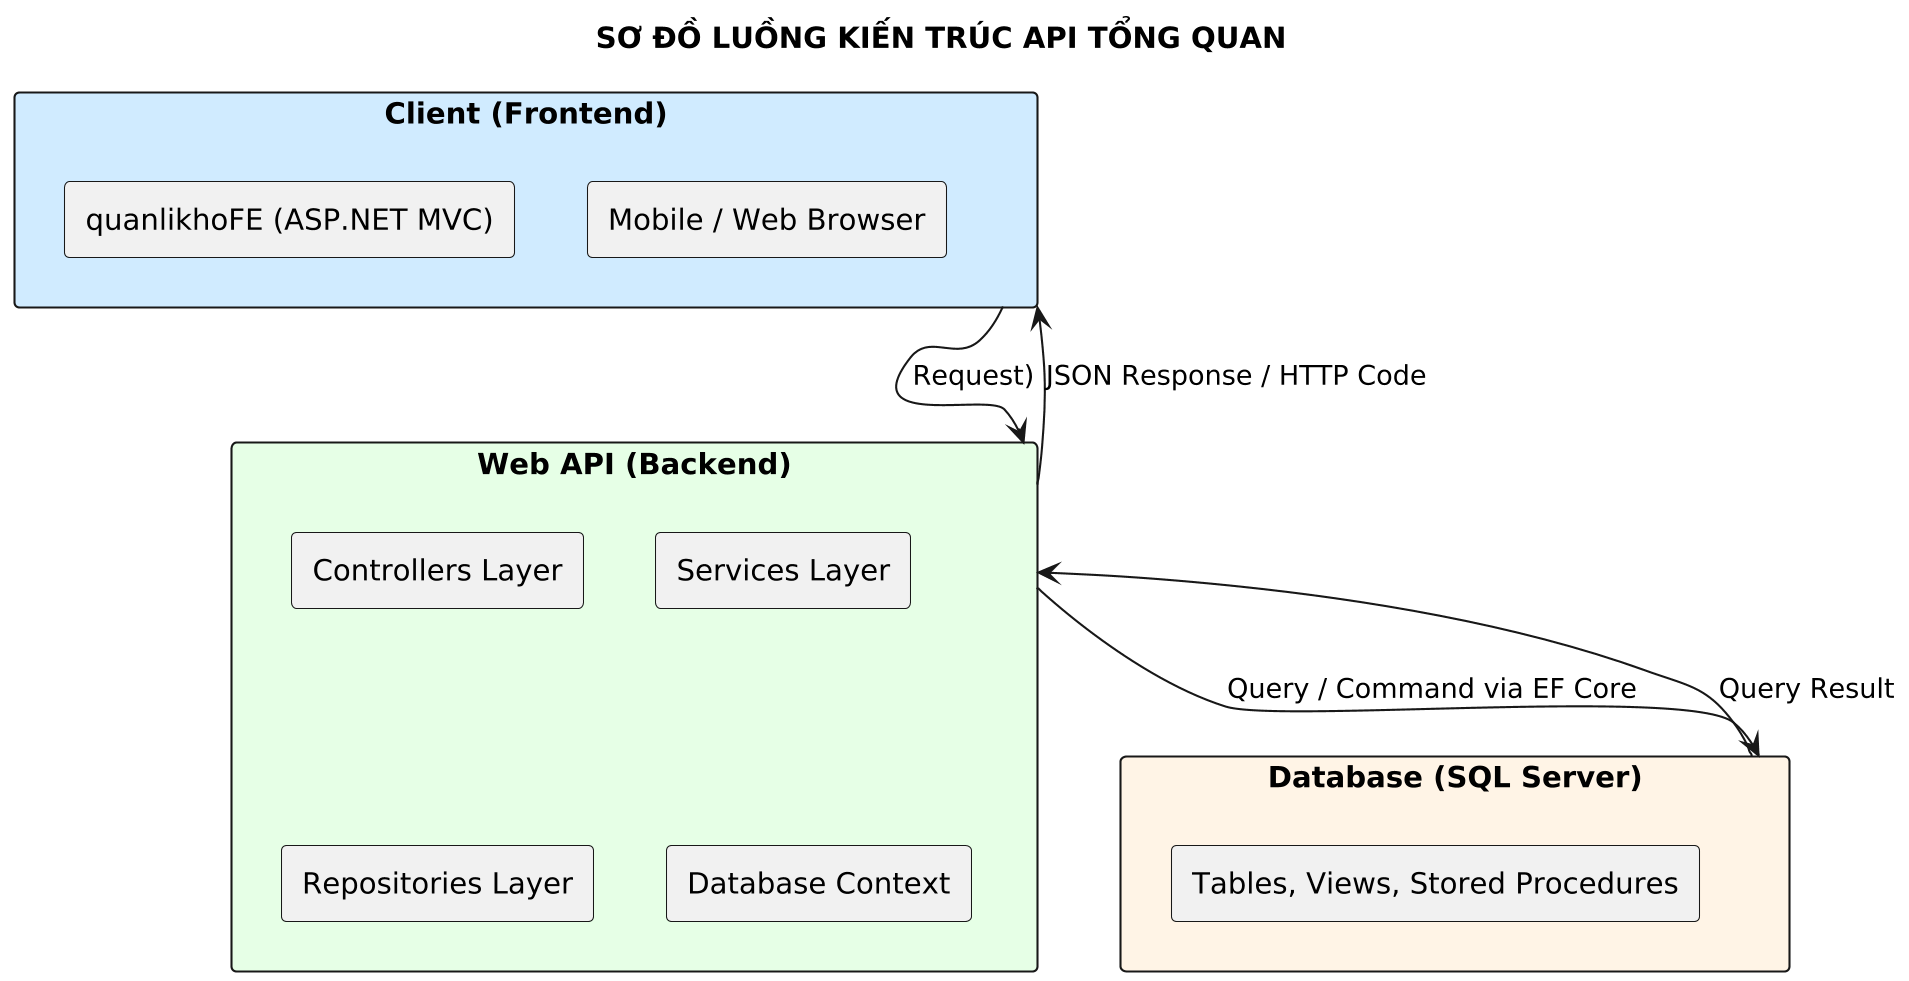 SƠ ĐỒ LUỒNG KIẾN TRÚC API TỔNG QUAN
Client (Frontend)
quanlikhoFE (ASP.NET MVC)
Mobile / Web Browser
Request)
JSON Response / HTTP Code
Web API (Backend)
Controllers Layer
Services Layer
Query / Command via EF Core
Query Result
Database (SQL Server)
Repositories Layer
Database Context
Tables, Views, Stored Procedures